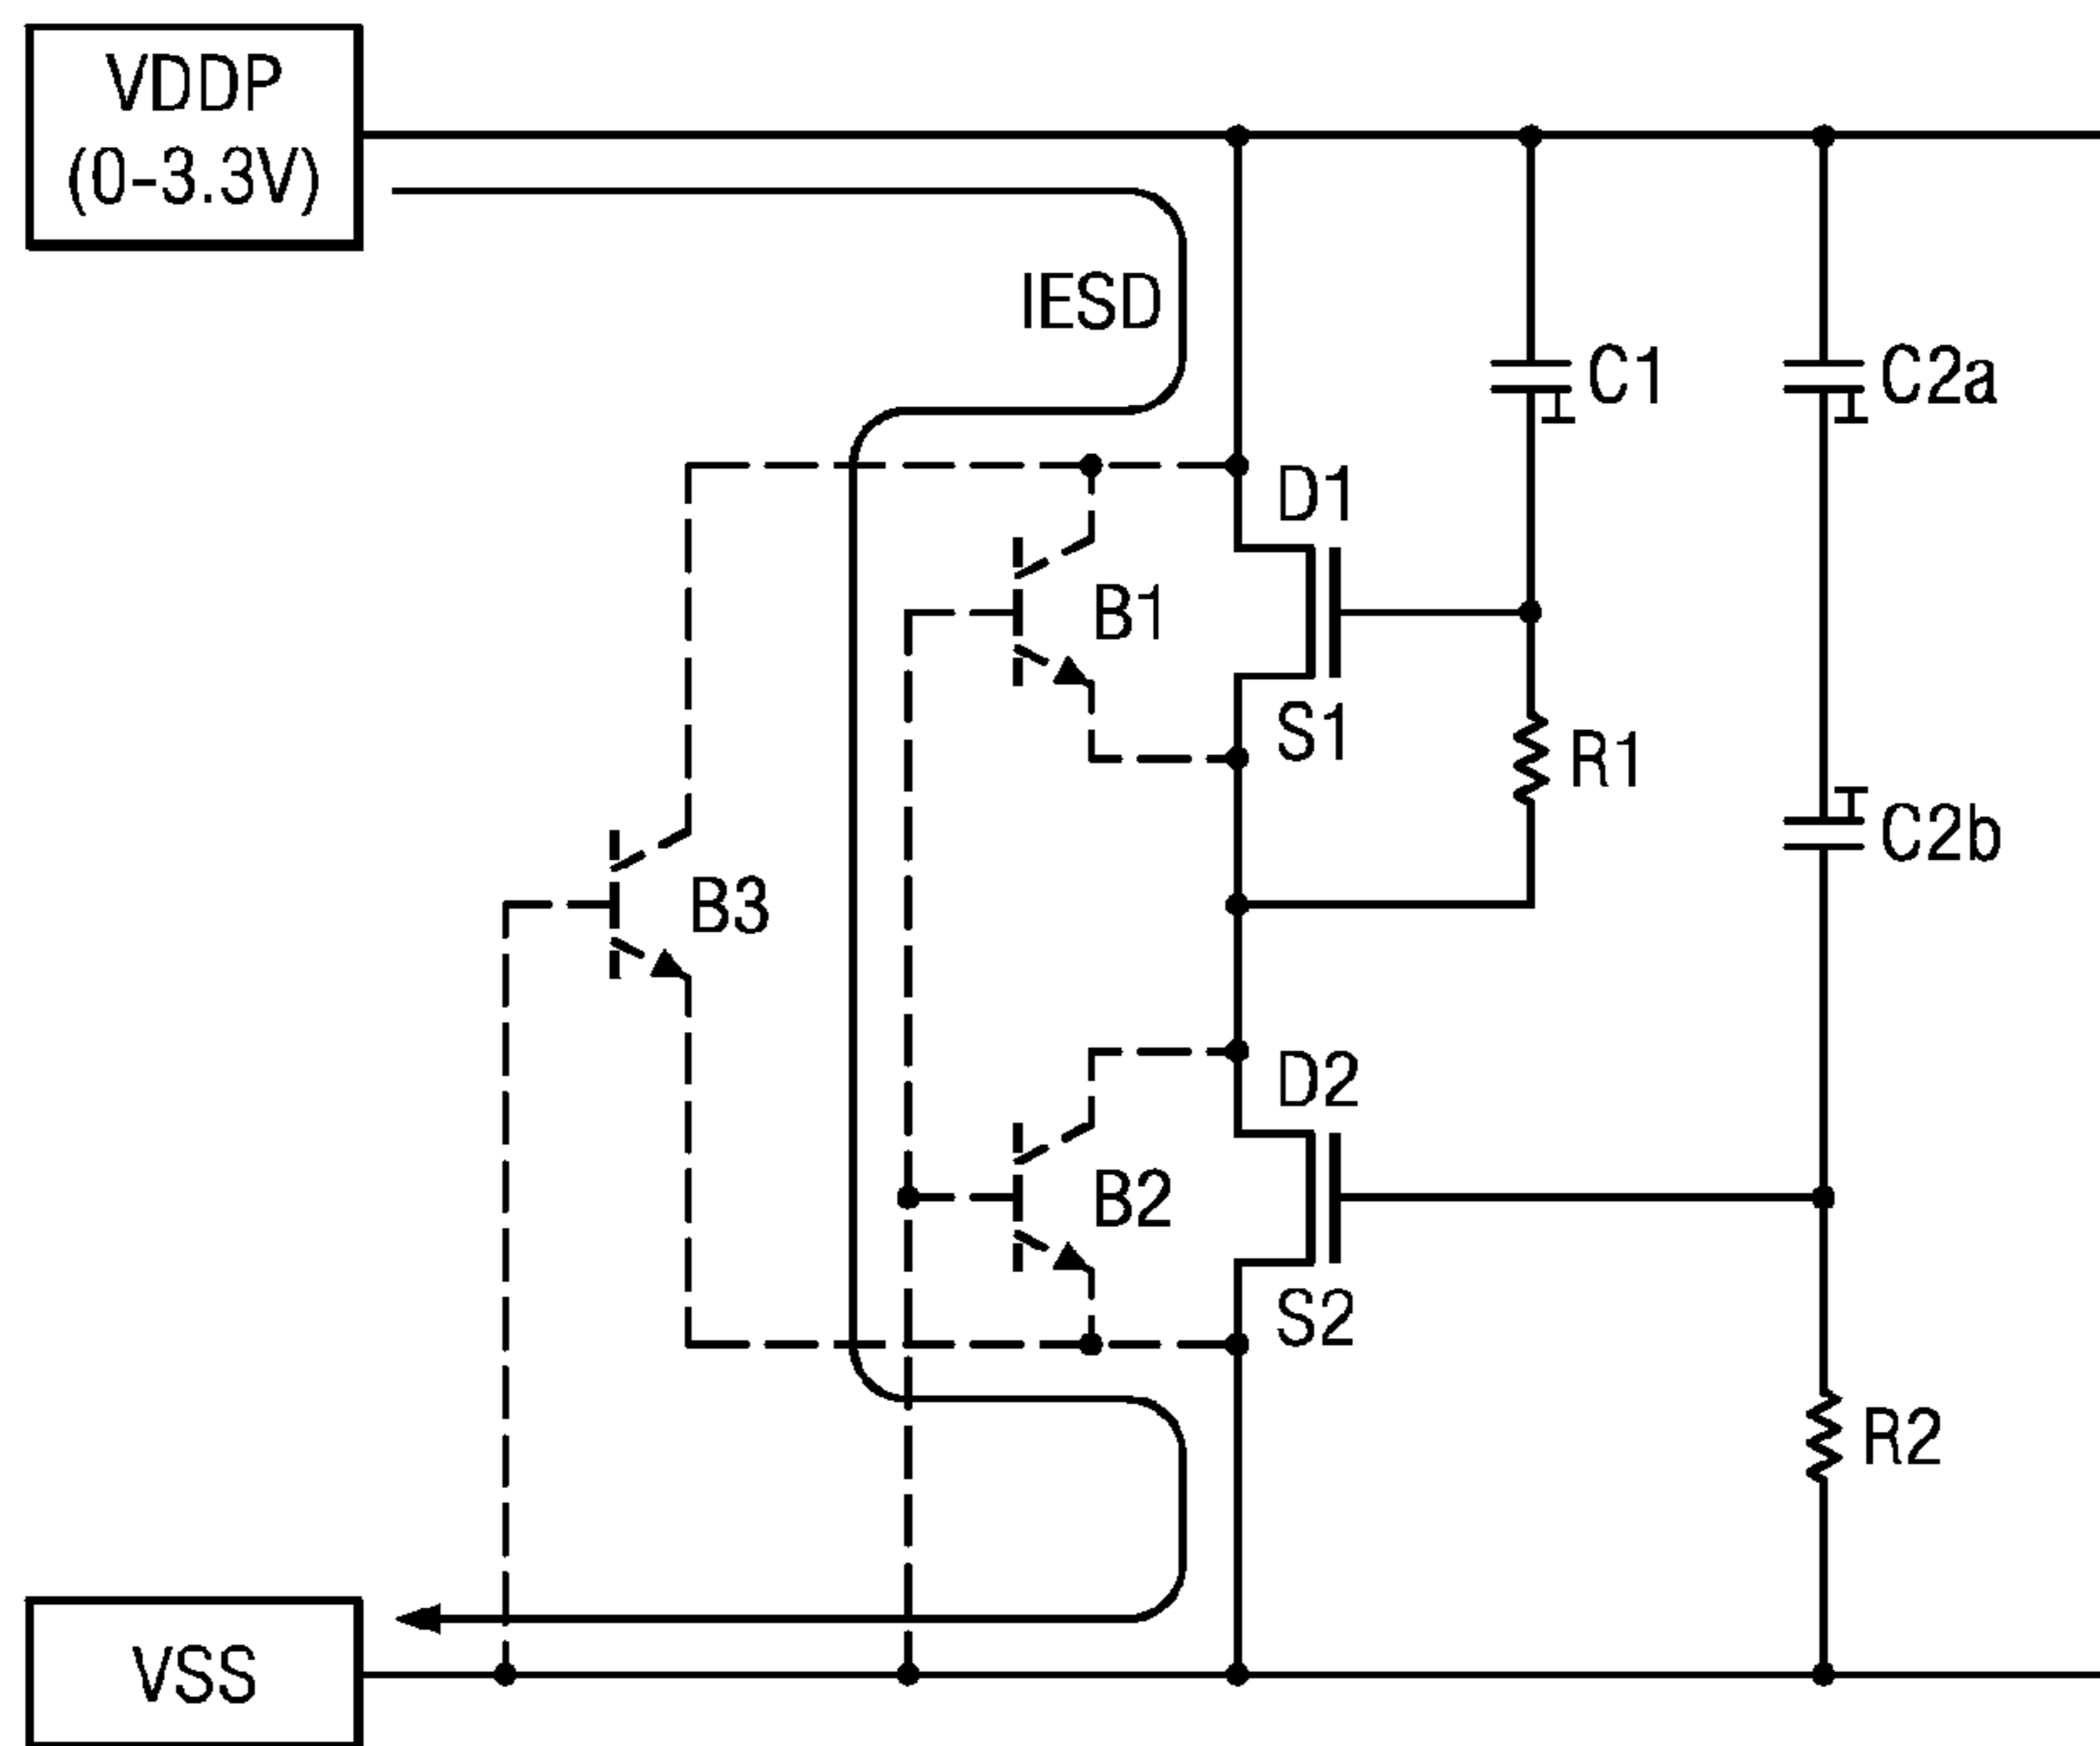 VDDP
(0-3.3V)
IESD
C1
C2a
D1
B1
S1
R1
C2b
B3
D2
B2
S2
R2
VSS